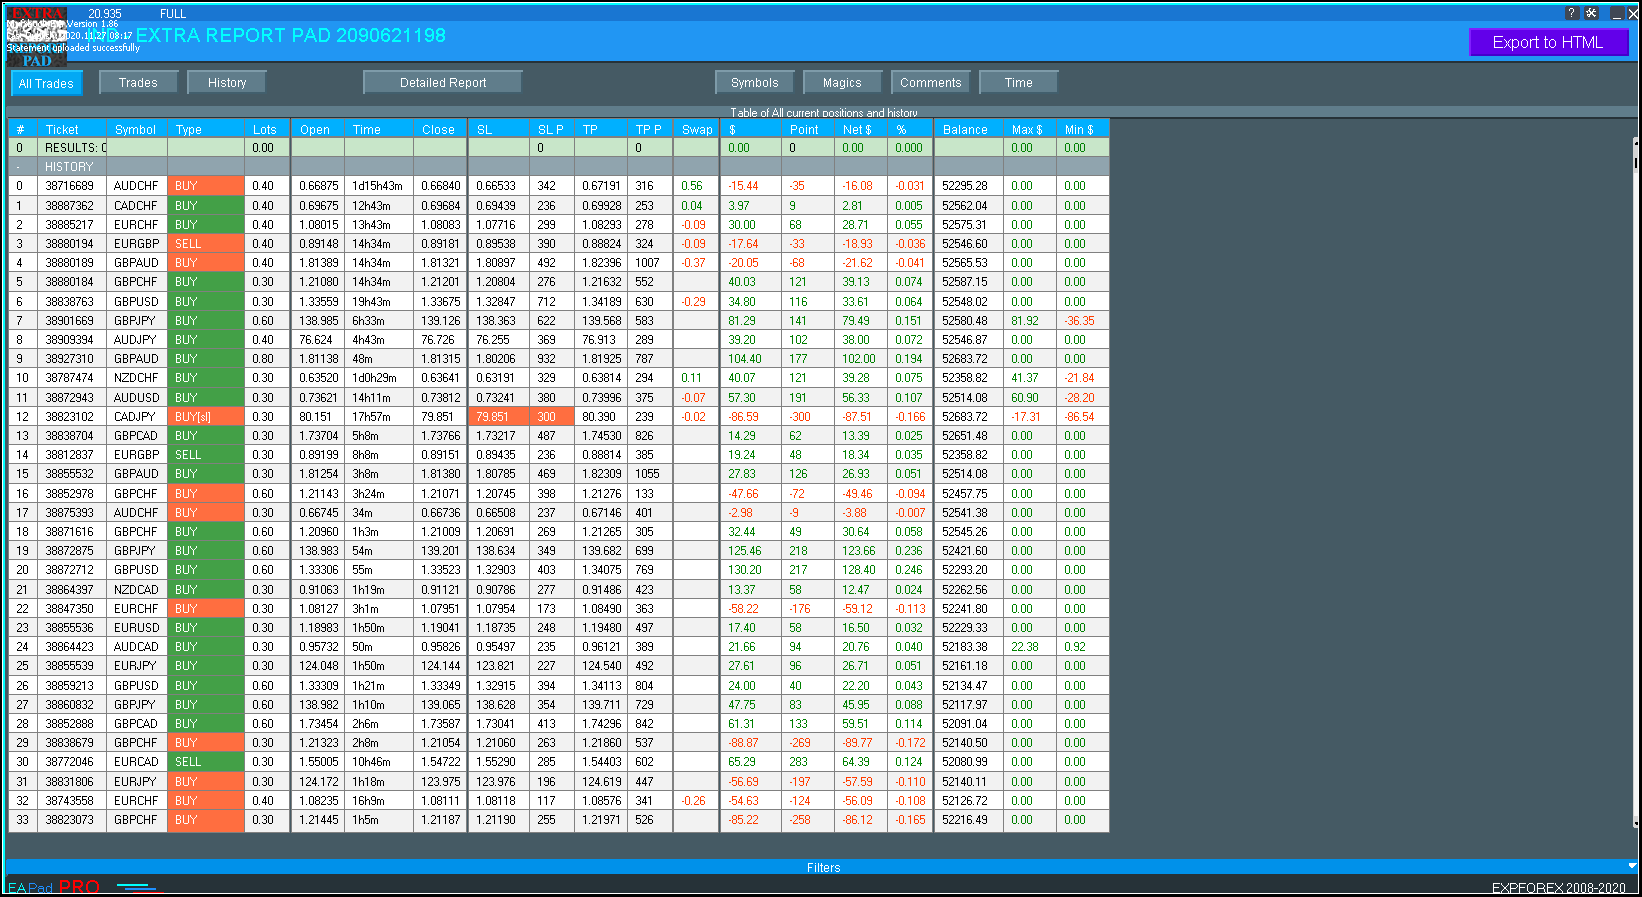 EXTRA 20.935 FULL ? _ X
Version 1.86
EXTRA REPORT PAD 2090621198
Statement uploaded successfully
PAD
Export to HTML
All Trades Trades History Detailed Report Symbols Magics Comments Time
Table of All current positions and history
# Ticket Symbol Type Lots Open Time Close SL SL P TP TP P Swap $ Point Net $ % Balance Max $ Min $
0 RESULTS: 0.00 0 0 0.00 0 0.00 0.000 0.00 0.00
- HISTORY
0 38716689 AUDCHF BUY 0.40 0.66875 1d15h43m 0.66840 0.66533 342 0.67191 316 0.56 -15.44 -35 -16.08 -0.031 52295.28 0.00 0.00
1 38887362 CADCHF BUY 0.40 0.69675 12h43m 0.69684 0.69439 236 0.69928 253 0.04 3.97 9 2.81 0.005 52562.04 0.00 0.00
2 38885217 EURCHF BUY 0.40 1.08015 13h43m 1.08083 1.07716 299 1.08293 278 -0.09 30.00 68 28.71 0.055 52575.31 0.00 0.00
3 38880194 EURGBP SELL 0.40 0.89148 14h34m 0.89181 0.89538 390 0.88824 324 -0.09 -17.64 -33 -18.93 -0.036 52546.60 0.00 0.00
4 38880189 GBPAUD BUY 0.40 1.81389 14h34m 1.81321 1.80897 492 1.82396 1007 -0.37 -20.05 -68 -21.62 -0.041 52565.53 0.00 0.00
5 38880184 GBPCHF BUY 0.40 1.21080 14h34m 1.21201 1.20804 276 1.21632 552 40.03 121 39.13 0.074 52587.15 0.00 0.00
6 38838763 GBPUSD BUY 0.40 1.33559 19h43m 1.33675 1.32847 712 1.34189 630 -0.29 34.80 116 33.61 0.064 52548.02 0.00 0.00
7 38901669 GBPJPY BUY 0.60 138.985 6h33m 139.126 138.363 622 139.568 583 81.29 141 79.49 0.151 52580.48 81.92 -36.35
8 38909394 AUDJPY BUY 0.40 76.624 4h43m 76.726 76.255 369 76.913 289 39.20 102 38.00 0.072 52546.87 0.00 0.00
9 38927310 GBPAUD BUY 0.80 1.81138 48m 1.81315 1.80206 932 1.81925 787 104.40 177 102.00 0.194 52683.72 0.00 0.00
10 38787474 NZDCHF BUY 0.30 0.63520 1d0h29m 0.63641 0.63191 329 0.63814 294 0.11 40.07 121 39.28 0.075 52358.82 41.37 -21.84
11 38872943 AUDUSD BUY 0.30 0.73621 14h11m 0.73812 0.73241 380 0.73996 375 -0.07 57.30 191 56.33 0.107 52514.08 60.90 -28.20
12 38823102 CADJPY BUY[sl] 0.30 80.151 17h57m 79.851 79.851 300 80.390 239 -0.02 -86.59 -300 -87.51 -0.166 52683.72 -17.31 -86.54
13 38838704 GBPCAD BUY 0.30 1.73704 5h8m 1.73766 1.73217 487 1.74530 826 14.29 62 13.39 0.025 52651.48 0.00 0.00
14 38812837 EURGBP SELL 0.30 0.89199 8h8m 0.89151 0.89435 236 0.88814 385 19.24 48 18.34 0.035 52358.82 0.00 0.00
15 38855532 GBPAUD BUY 0.30 1.81254 3h8m 1.81380 1.80785 469 1.82309 1055 27.83 126 26.93 0.051 52514.08 0.00 0.00
16 38852978 GBPCHF BUY 0.60 1.21143 3h24m 1.21071 1.20745 398 1.21276 133 -47.66 -72 -49.46 -0.094 52457.75 0.00 0.00
17 38875393 AUDCHF BUY 0.30 0.66745 34m 0.66736 0.66508 237 0.67146 401 -2.98 -9 -3.88 -0.007 52541.38 0.00 0.00
18 38871616 GBPCHF BUY 0.60 1.20960 1h3m 1.21009 1.20691 269 1.21265 305 32.44 49 30.64 0.058 52545.26 0.00 0.00
19 38872875 GBPJPY BUY 0.60 138.983 54m 139.201 138.634 349 139.682 699 125.46 218 123.66 0.236 52421.60 0.00 0.00
20 38872712 GBPUSD BUY 0.60 1.33306 55m 1.33523 1.32903 403 1.34075 769 130.20 217 128.40 0.246 52293.20 0.00 0.00
21 38864397 NZDCAD BUY 0.30 0.91063 1h19m 0.91121 0.90786 277 0.91486 423 13.37 58 12.47 0.024 52262.56 0.00 0.00
22 38847350 EURCHF BUY 0.30 1.08127 3h1m 1.07951 1.07954 173 1.08490 363 -58.22 -176 -59.12 -0.113 52241.80 0.00 0.00
23 38855536 EURUSD BUY 0.30 1.18983 1h50m 1.19041 1.18735 248 1.19480 497 17.40 58 16.50 0.032 52229.33 0.00 0.00
24 38864423 AUDCAD BUY 0.30 0.95732 50m 0.95826 0.95497 235 0.96121 389 21.66 94 20.76 0.040 52183.38 22.38 0.92
25 38855539 EURJPY BUY 0.30 124.048 1h50m 124.144 123.821 227 124.540 492 27.61 96 26.71 0.051 52161.18 0.00 0.00
26 38859213 GBPUSD BUY 0.60 1.33309 1h21m 1.33349 1.32915 394 1.34113 804 24.00 40 22.20 0.043 52134.47 0.00 0.00
27 38860832 GBPJPY BUY 0.60 138.982 1h10m 139.065 138.628 354 139.711 729 47.75 83 45.95 0.088 52117.97 0.00 0.00
28 38852888 GBPCAD BUY 0.60 1.73454 2h6m 1.73587 1.73041 413 1.74296 842 61.31 133 59.51 0.114 52091.04 0.00 0.00
29 38838679 GBPCHF BUY 0.30 1.21323 2h8m 1.21054 1.21060 263 1.21860 537 -88.87 -269 -89.77 -0.172 52140.50 0.00 0.00
30 38772046 EURCAD SELL 0.30 1.55005 10h46m 1.54722 1.55290 285 1.54403 602 65.29 283 64.39 0.124 52080.99 0.00 0.00
31 38831806 EURJPY BUY 0.30 124.172 1h18m 123.975 123.976 196 124.619 447 -56.69 -197 -57.59 -0.110 52140.11 0.00 0.00
32 38743558 EURCHF BUY 0.40 1.08235 16h9m 1.08111 1.08118 117 1.08576 341 -0.26 -54.63 -124 -56.09 -0.108 52126.72 0.00 0.00
33 38823073 GBPCHF BUY 0.30 1.21445 1h5m 1.21187 1.21190 255 1.21971 526 -85.22 -258 -86.12 -0.165 52216.49 0.00 0.00
Filters
EAPad PRO EXPFOREX 2008-2020